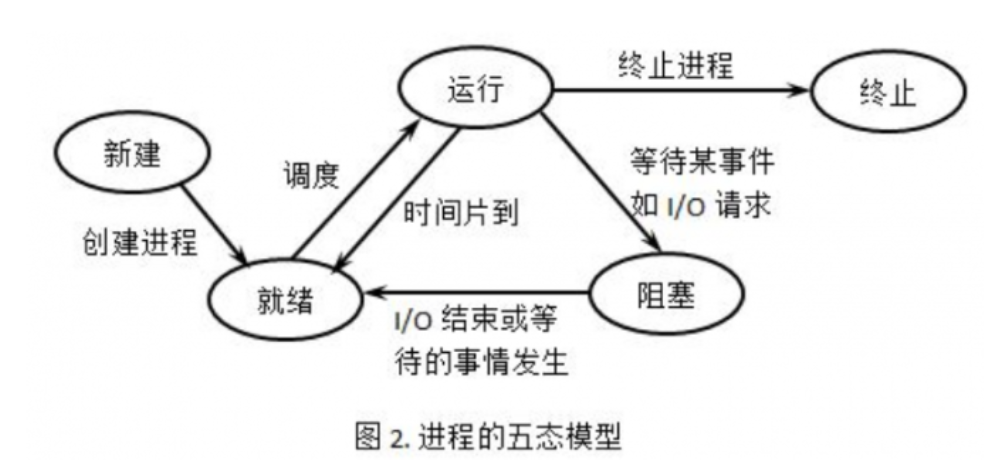 终止进程
运行
终止
新建
调度
等待某事件
如 I/O 请求
时间片到
创建进程
就绪
阻塞
I/O 结束或等
待的事情发生
图 2. 进程的五态模型